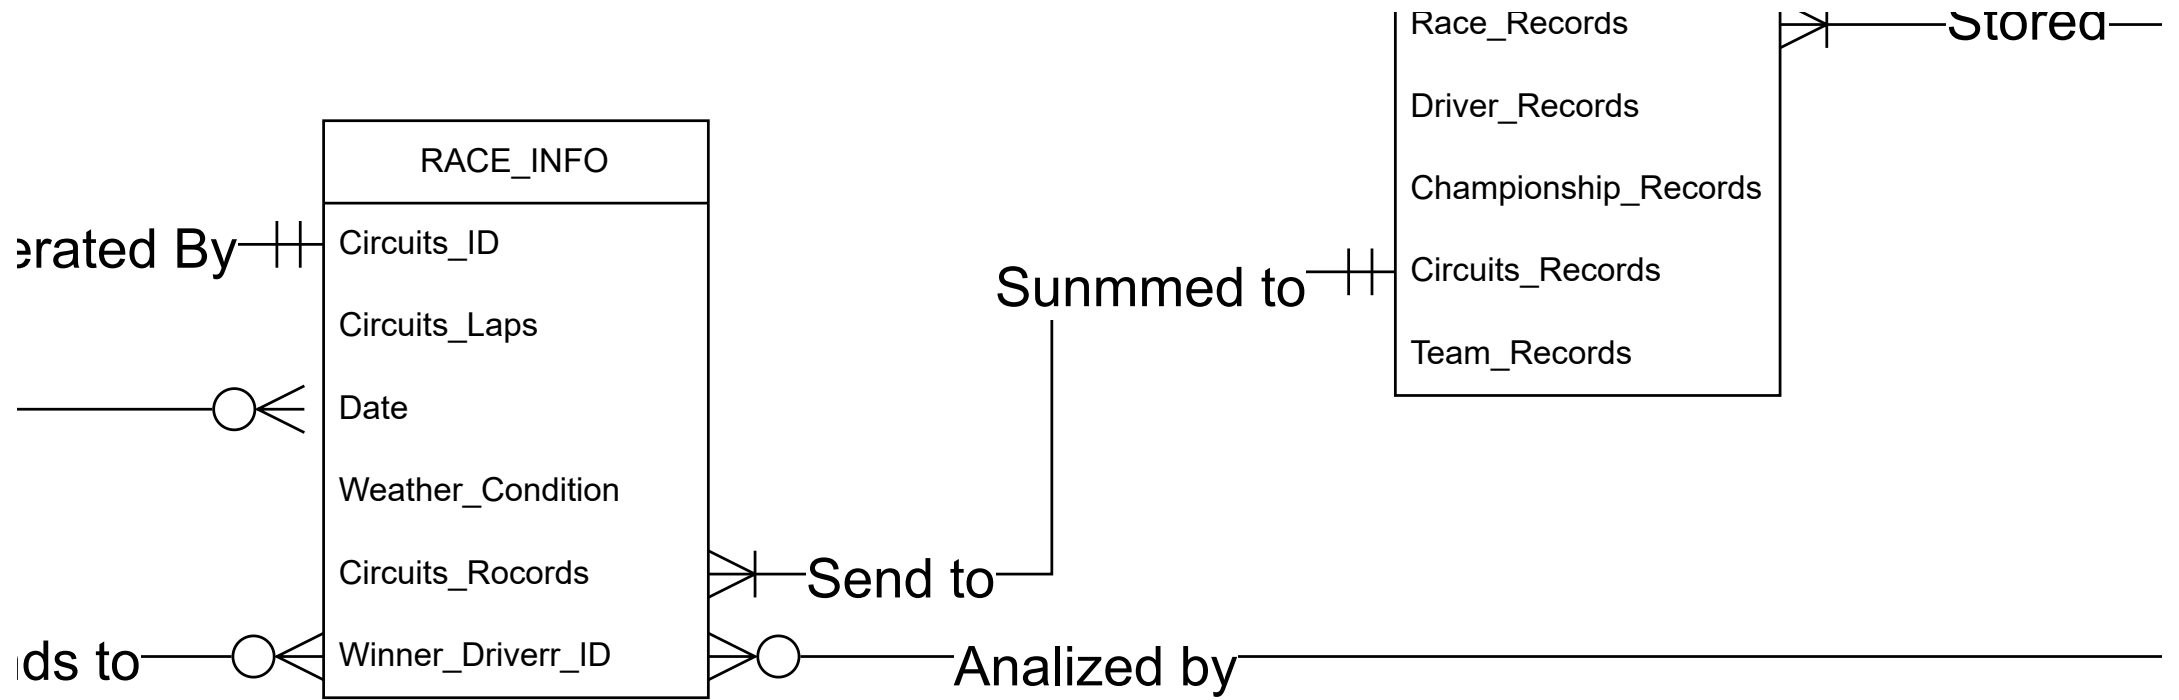 Race_Records
Stored
Driver_Records
RACE_INFO
Championship_Records
erated By
Circuits_ID
Sunmmed to
Circuits_Records
Circuits_Laps
Team_Records
Date
Weather_Condition
Circuits_Rocords
Send to
ds to
Winner_Driverr_ID
Analized by